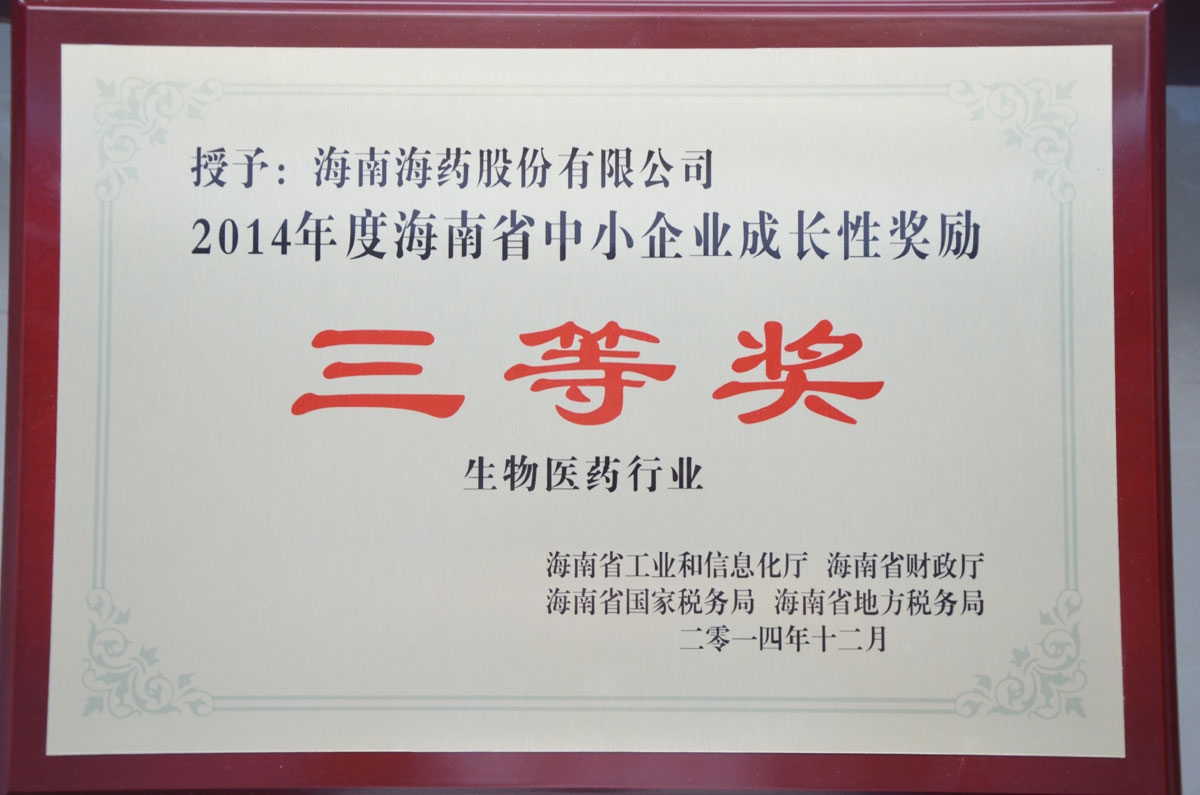 授予：海南海药股份有限公司
2014年度海南省中小企业成长性奖励
三等奖
生物医药行业
海南省工业和信息化厅 海南省财政厅
海南省国家税务局 海南省地方税务局
二零一四年十二月